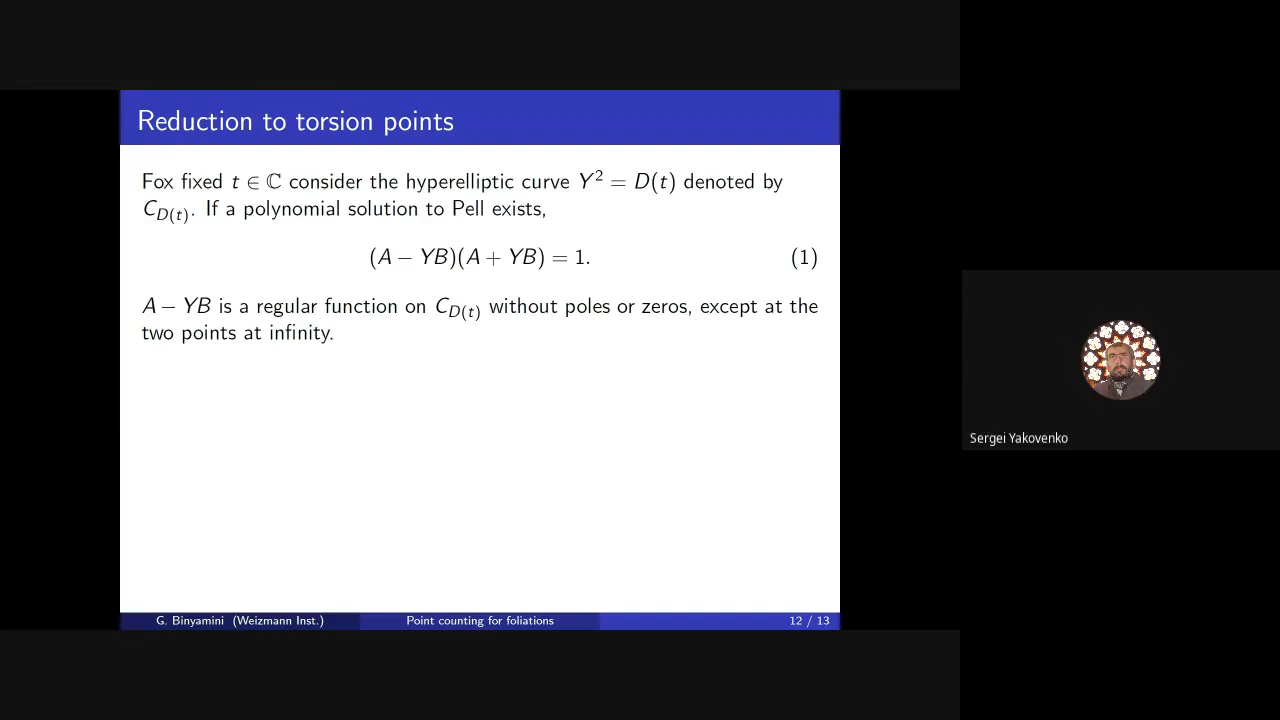 Reduction to torsion points
Fox fixed t ∈ ℂ consider the hyperelliptic curve Y² = D(t) denoted by
C_{D(t)}. If a polynomial solution to Pell exists,
(A − YB)(A + YB) = 1. (1)
A − YB is a regular function on C_{D(t)} without poles or zeros, except at the
two points at infinity.
G. Binyamini (Weizmann Inst.) Point counting for foliations 12 / 13
Sergei Yakovenko